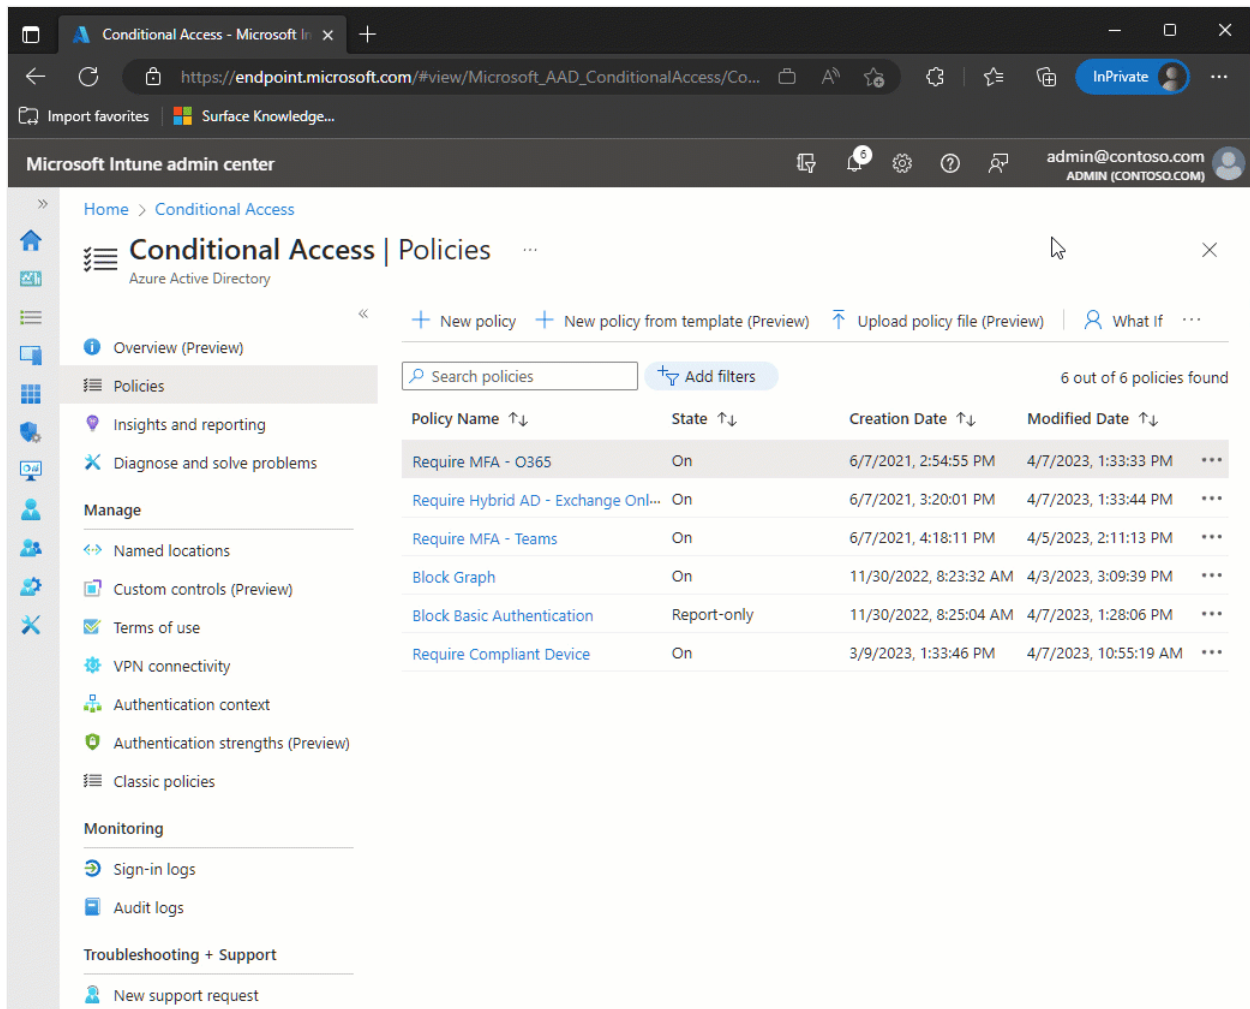 Conditional Access - Microsoft In
https://endpoint.microsoft.com/#view/Microsoft_AAD_ConditionalAccess/Co...
InPrivate
Import favorites
Surface Knowledge...
Microsoft Intune admin center
6
admin@contoso.com
ADMIN (CONTOSO.COM)
Home > Conditional Access
Conditional Access | Policies ...
Azure Active Directory
Overview (Preview)
Policies
Insights and reporting
Diagnose and solve problems
Manage
Named locations
Custom controls (Preview)
Terms of use
VPN connectivity
Authentication context
Authentication strengths (Preview)
Classic policies
Monitoring
Sign-in logs
Audit logs
Troubleshooting + Support
New support request
New policy New policy from template (Preview) Upload policy file (Preview) What If ...
Search policies Add filters 6 out of 6 policies found
Policy Name ↑↓ State ↑↓ Creation Date ↑↓ Modified Date ↑↓
Require MFA - O365 On 6/7/2021, 2:54:55 PM 4/7/2023, 1:33:33 PM ...
Require Hybrid AD - Exchange Onl... On 6/7/2021, 3:20:01 PM 4/7/2023, 1:33:44 PM ...
Require MFA - Teams On 6/7/2021, 4:18:11 PM 4/5/2023, 2:11:13 PM ...
Block Graph On 11/30/2022, 8:23:32 AM 4/3/2023, 3:09:39 PM ...
Block Basic Authentication Report-only 11/30/2022, 8:25:04 AM 4/7/2023, 1:28:06 PM ...
Require Compliant Device On 3/9/2023, 1:33:46 PM 4/7/2023, 10:55:19 AM ...